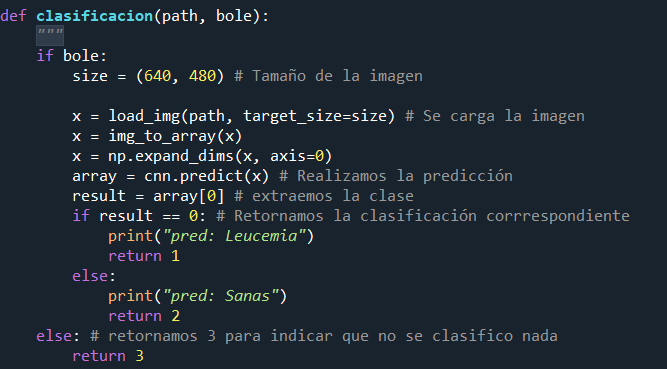 def clasificacion(path, bole):
    """
    if bole:
        size = (640, 480) # Tamaño de la imagen

        x = load_img(path, target_size=size) # Se carga la imagen
        x = img_to_array(x)
        x = np.expand_dims(x, axis=0)
        array = cnn.predict(x) # Realizamos la predicción
        result = array[0] # extraemos la clase
        if result == 0: # Retornamos la clasificación corrrespondiente
            print("pred: Leucemia")
            return 1
        else:
            print("pred: Sanas")
            return 2
    else: # retornamos 3 para indicar que no se clasifico nada
        return 3